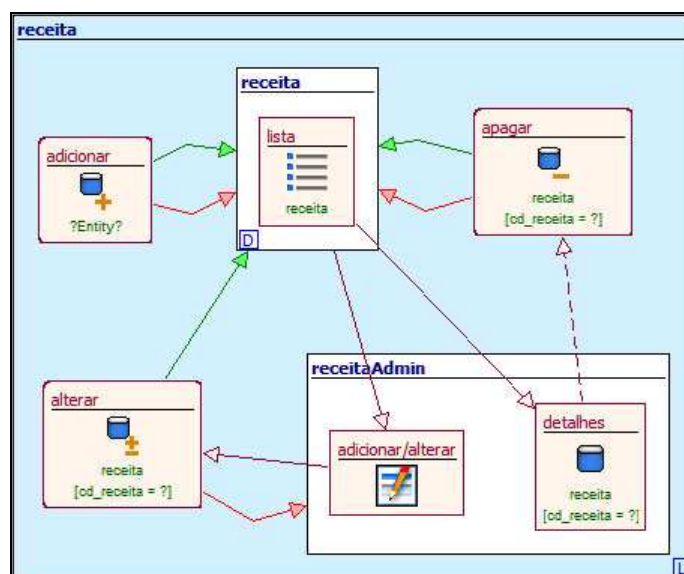 receita
receita
lista
receita
D
adicionar
?Entity?
apagar
receita
[cd_receita = ?]
alterar
receita
[cd_receita = ?]
receitaAdmin
adicionar/alterar
detalhes
receita
[cd_receita = ?]
L